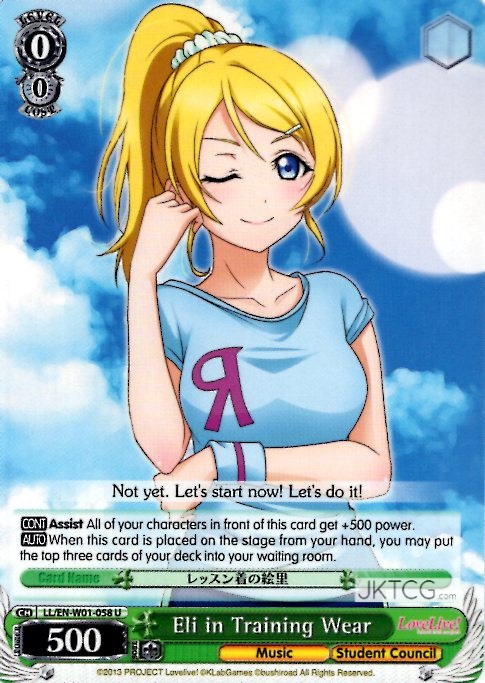 LEVEL
0
0
COST
Я
Not yet. Let's start now! Let's do it!
CONT Assist All of your characters in front of this card get +500 power.
AUTO When this card is placed on the stage from your hand, you may put
the top three cards of your deck into your waiting room.
Card Name レッスン着の絵里
JKTCG.com
CH LL/EN-W01-058 U
500 Eli in Training Wear LoveLive!
Music Student Council
©2013 PROJECT Lovelive! ©KLabGames ©bushiroad All Rights Reserved.